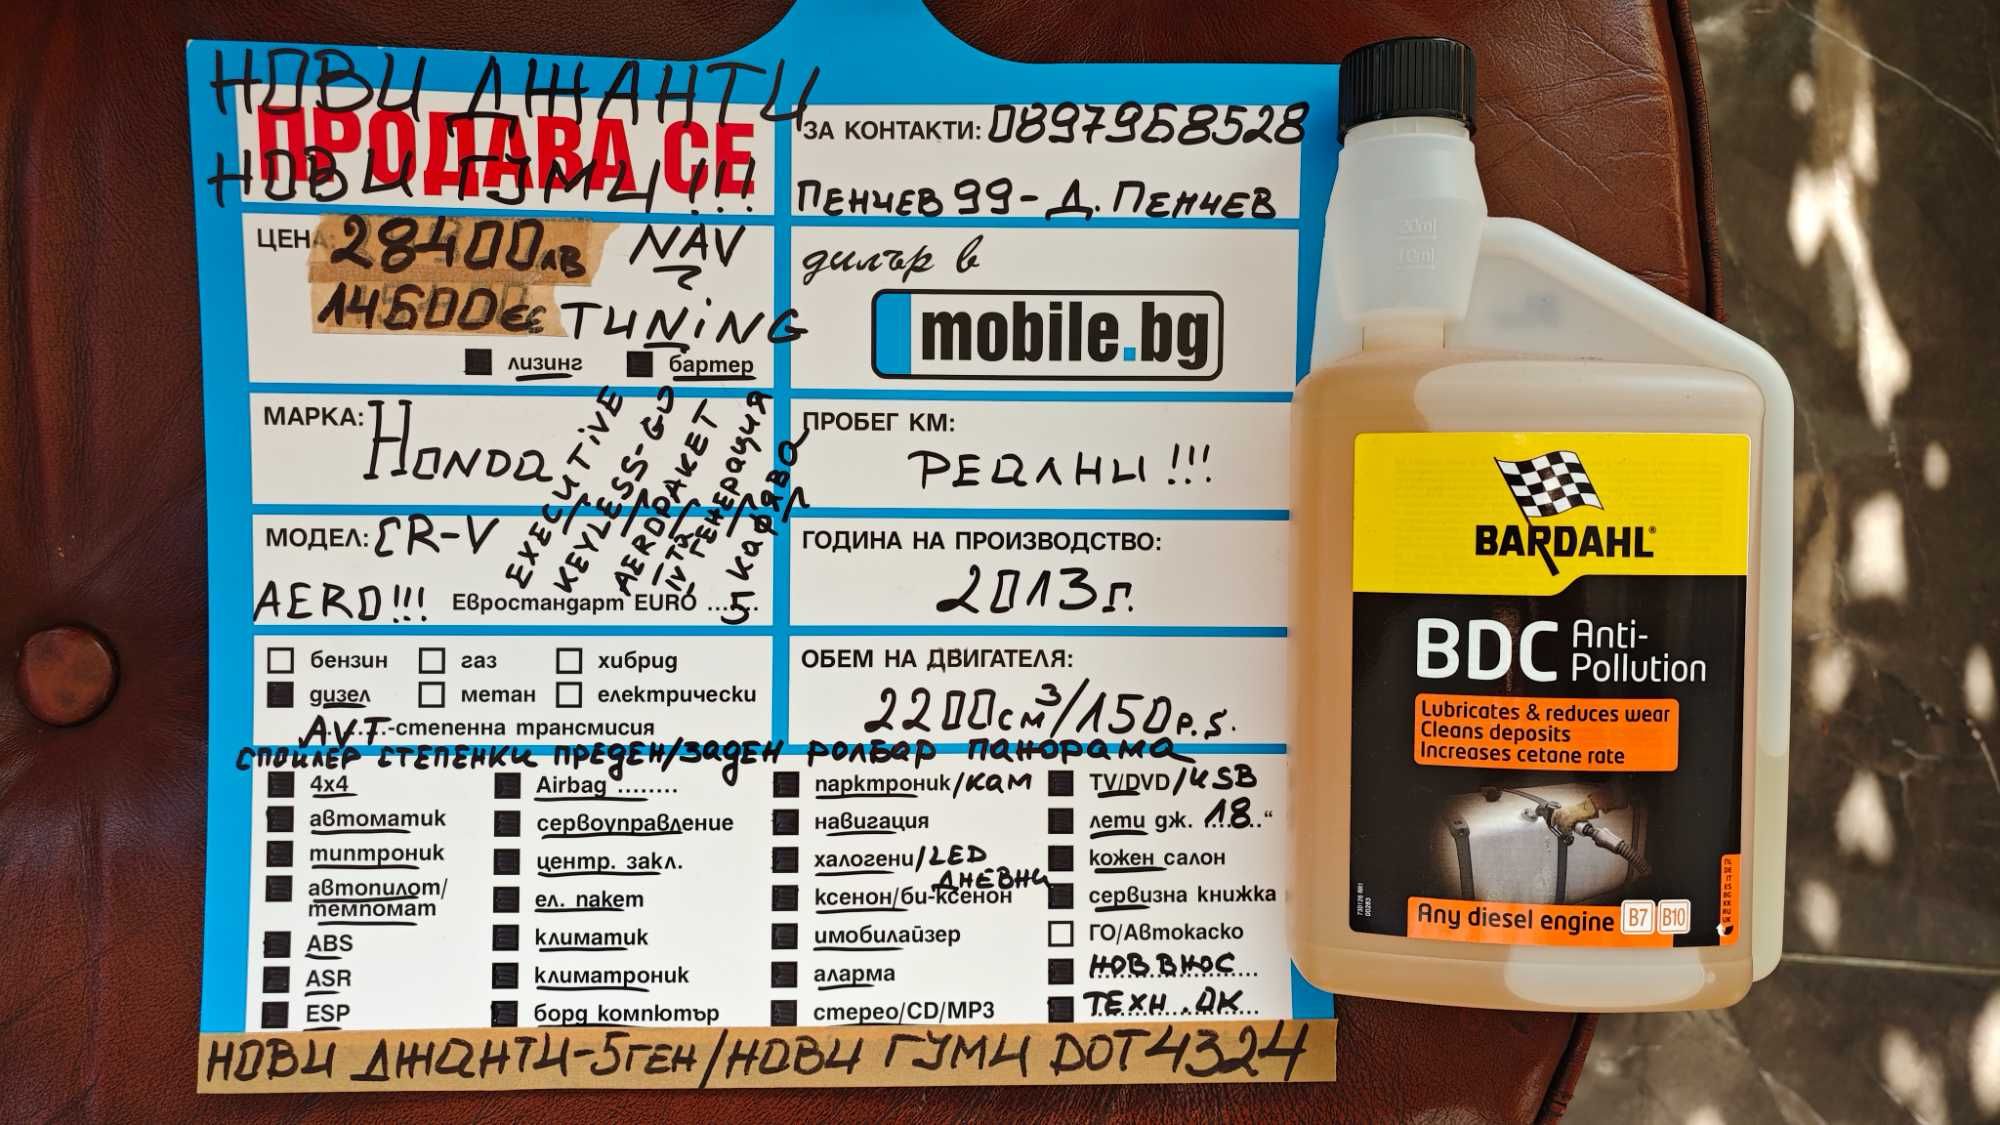 НОВИ ДЖАНТИ
ПРОДАВА СЕ
НОВИ ГУМИ!!!
ЦЕНА: 28400лв NAV
14600€ TUNiNG
лизинг бартер
МАРКА: HONDA
EXECUTiVE
KEYLESS-GO
AEROPAKET
IVта ГЕНЕРАЦИЯ
КАФЯВО
МОДЕЛ: CR-V
AERO!!! Евростандарт EURO ....5...
бензин газ хибрид
дизел метан електрически
AVT.-степенна трансмисия
ЗА КОНТАКТИ: 0897968528
ПЕНЧЕВ 99 - Д. ПЕНЧЕВ
дилър в
mobile.bg
ПРОБЕГ КМ:
РЕАЛНИ!!!
ГОДИНА НА ПРОИЗВОДСТВО:
2013г.
ОБЕМ НА ДВИГАТЕЛЯ:
2200см³/150p.s.
СПОЙЛЕР СТЕПЕНКИ ПРЕДЕН/ЗАДЕН РОЛБАР ПАНОРАМА
4x4
автоматик
типтроник
автопилот/
темпомат
ABS
ASR
ESP
Airbag ........
сервоуправление
центр. закл.
ел. пакет
климатик
климатроник
борд компютър
парктроник/КАМ
навигация
халогени/LED
ДНЕВНИ
ксенон/би-ксенон
имобилайзер
аларма
стерео/CD/MP3
TV/DVD/USB
лети дж. ..18..“
кожен салон
сервизна книжка
ГО/Автокаско
НОВ ВНОС
ТЕХН. ОК
НОВИ ДЖАНТИ-5ГЕН/НОВИ ГУМИ DOT4324
30ml
10ml
BARDAHL®
BDC Anti-
Pollution
Lubricates & reduces wear
Cleans deposits
Increases cetane rate
Any diesel engine B7 B10